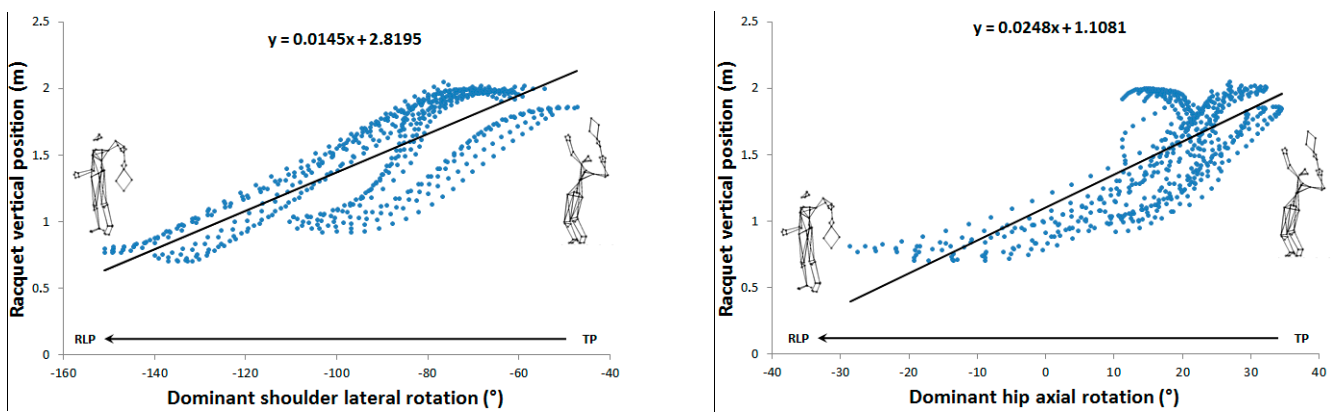 y = 0.0145x + 2.8195
Racquet vertical position (m)
2.5
2
1.5
1
0.5
0
RLP
TP
-160
-140
-120
-100
-80
-60
-40
Dominant shoulder lateral rotation (°)
y = 0.0248x + 1.1081
Racquet vertical position (m)
2.5
2
1.5
1
0.5
0
RLP
TP
-40
-30
-20
-10
0
10
20
30
40
Dominant hip axial rotation (°)